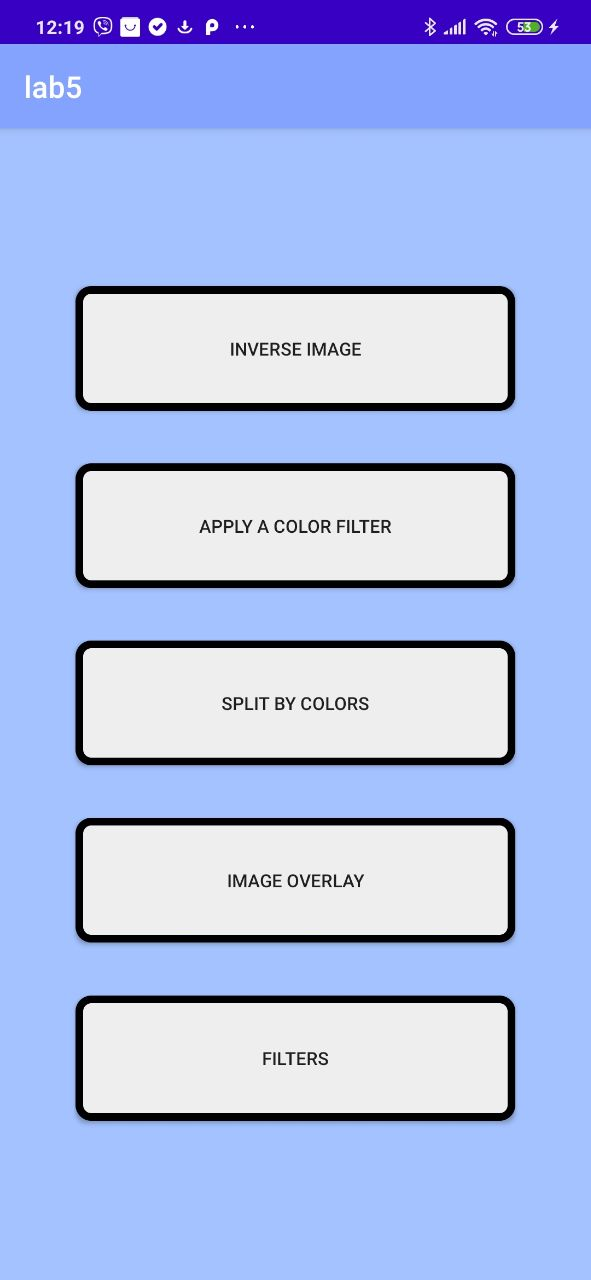 12:19 53
lab5
INVERSE IMAGE
APPLY A COLOR FILTER
SPLIT BY COLORS
IMAGE OVERLAY
FILTERS